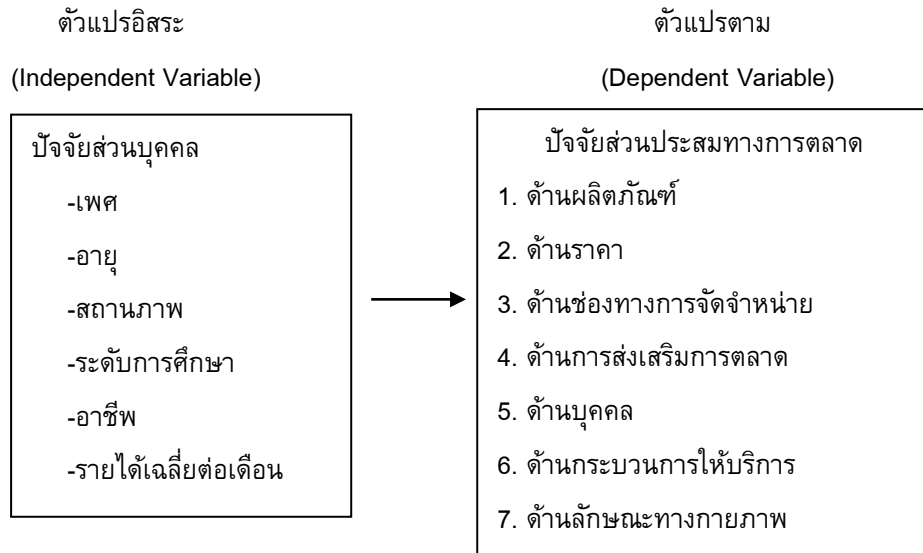 ตัวแปรอิสระ
(Independent Variable)
ปัจจัยส่วนบุคคล
-เพศ
-อายุ
-สถานภาพ
-ระดับการศึกษา
-อาชีพ
-รายได้เฉลี่ยต่อเดือน
ตัวแปรตาม
(Dependent Variable)
ปัจจัยส่วนประสมทางการตลาด
1. ด้านผลิตภัณฑ์
2. ด้านราคา
3. ด้านช่องทางการจัดจำหน่าย
4. ด้านการส่งเสริมการตลาด
5. ด้านบุคคล
6. ด้านกระบวนการให้บริการ
7. ด้านลักษณะทางกายภาพ